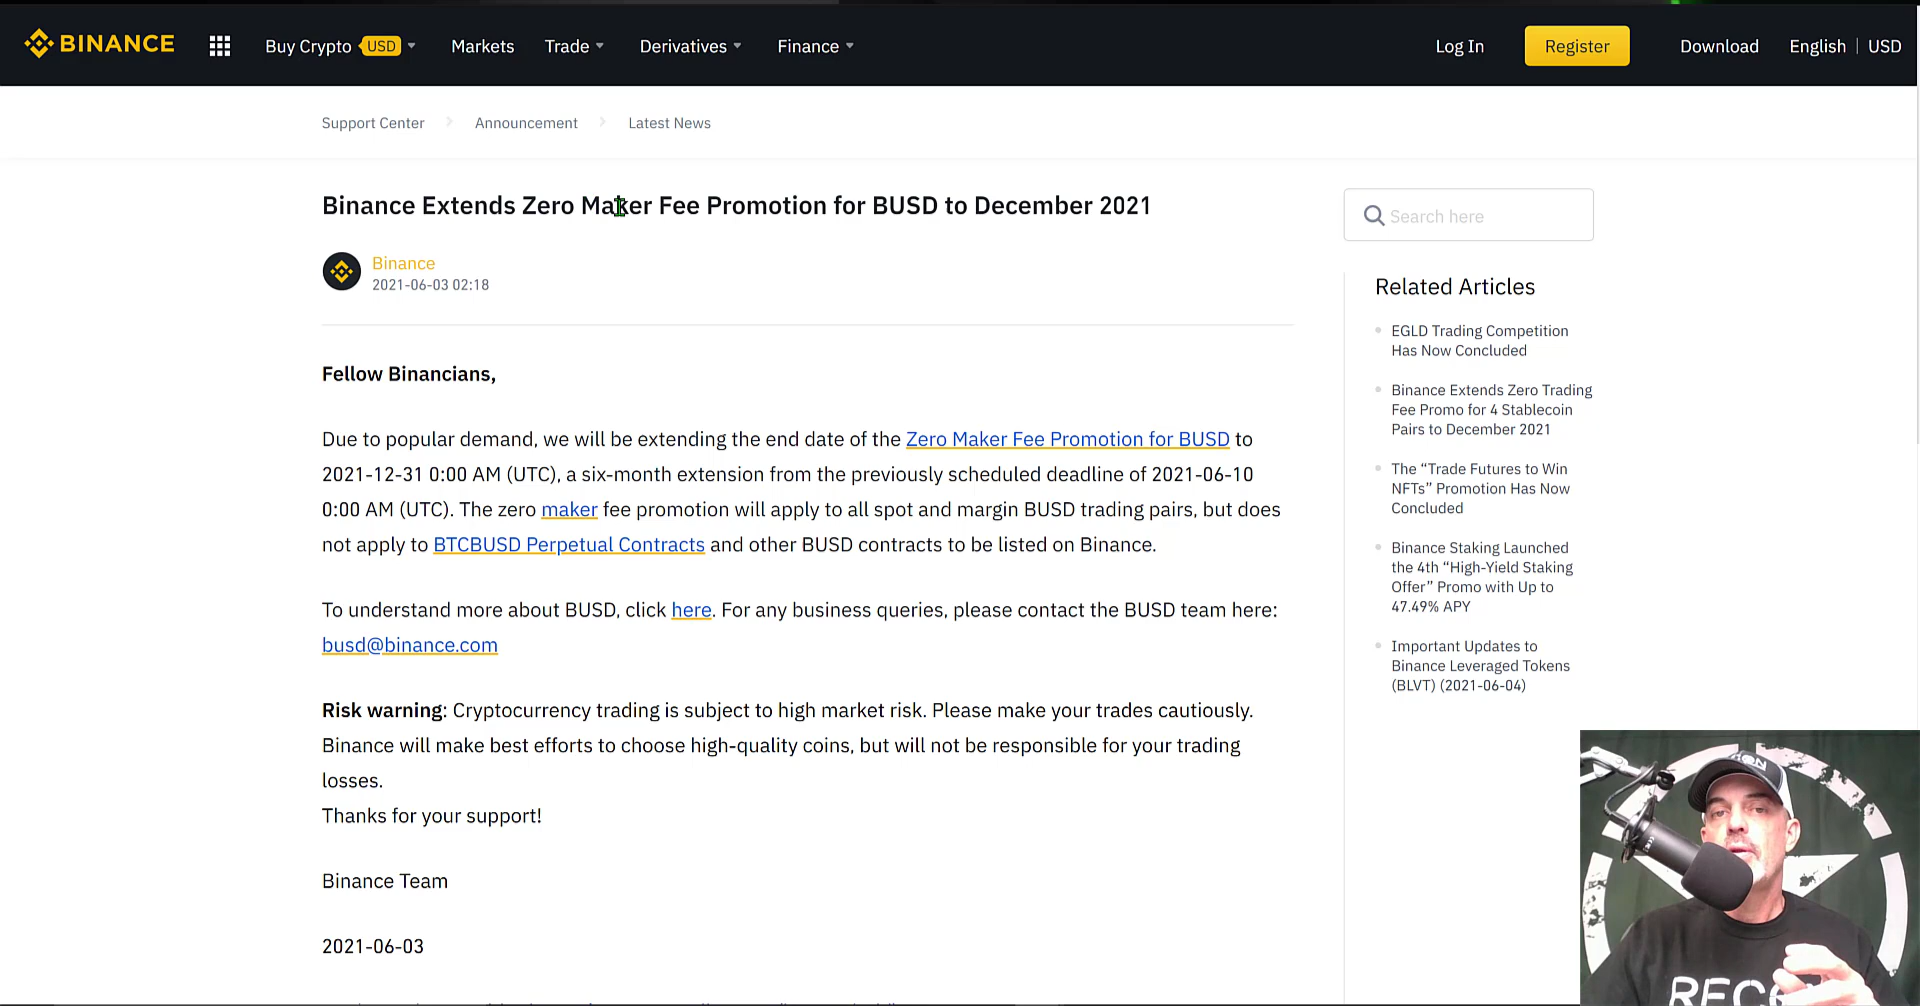 BINANCE
Buy Crypto USD
Markets
Trade
Derivatives
Finance
Log In
Register
Download
English
USD
Support Center
Announcement
Latest News
Binance Extends Zero Maker Fee Promotion for BUSD to December 2021
Binance
2021-06-03 02:18
Fellow Binancians,
Due to popular demand, we will be extending the end date of the Zero Maker Fee Promotion for BUSD to
2021-12-31 0:00 AM (UTC), a six-month extension from the previously scheduled deadline of 2021-06-10
0:00 AM (UTC). The zero maker fee promotion will apply to all spot and margin BUSD trading pairs, but does
not apply to BTCBUSD Perpetual Contracts and other BUSD contracts to be listed on Binance.
To understand more about BUSD, click here. For any business queries, please contact the BUSD team here:
busd@binance.com
Risk warning: Cryptocurrency trading is subject to high market risk. Please make your trades cautiously.
Binance will make best efforts to choose high-quality coins, but will not be responsible for your trading
losses.
Thanks for your support!
Binance Team
2021-06-03
Search here
Related Articles
EGLD Trading Competition
Has Now Concluded
Binance Extends Zero Trading
Fee Promo for 4 Stablecoin
Pairs to December 2021
The “Trade Futures to Win
NFTs” Promotion Has Now
Concluded
Binance Staking Launched
the 4th “High-Yield Staking
Offer” Promo with Up to
47.49% APY
Important Updates to
Binance Leveraged Tokens
(BLVT) (2021-06-04)